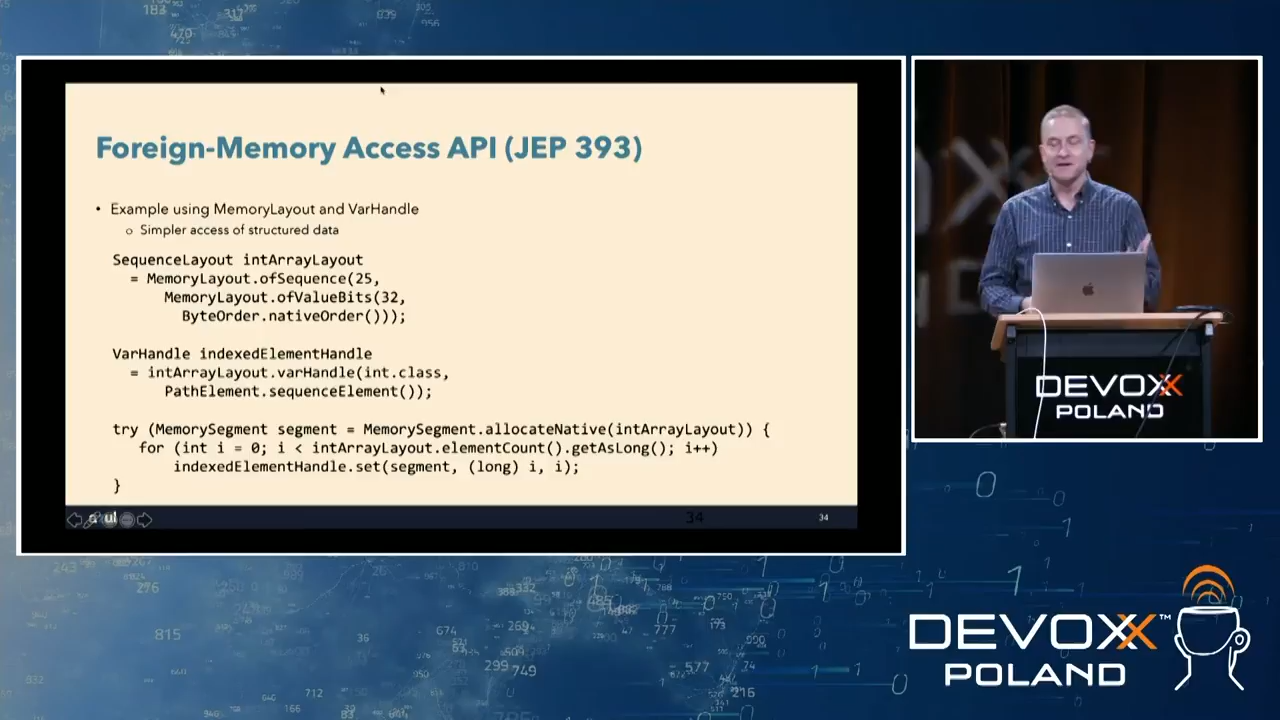 Foreign-Memory Access API (JEP 393)
• Example using MemoryLayout and VarHandle
o Simpler access of structured data
SequenceLayout intArrayLayout
= MemoryLayout.ofSequence(25,
MemoryLayout.ofValueBits(32,
ByteOrder.nativeOrder()));
VarHandle indexedElementHandle
= intArrayLayout.varHandle(int.class,
PathElement.sequenceElement());
try (MemorySegment segment = MemorySegment.allocateNative(intArrayLayout)) {
for (int i = 0; i < intArrayLayout.elementCount().getAsLong(); i++)
indexedElementHandle.set(segment, (long) i, i);
}
34
34
DEVOXX
POLAND
DEVOXX™
POLAND